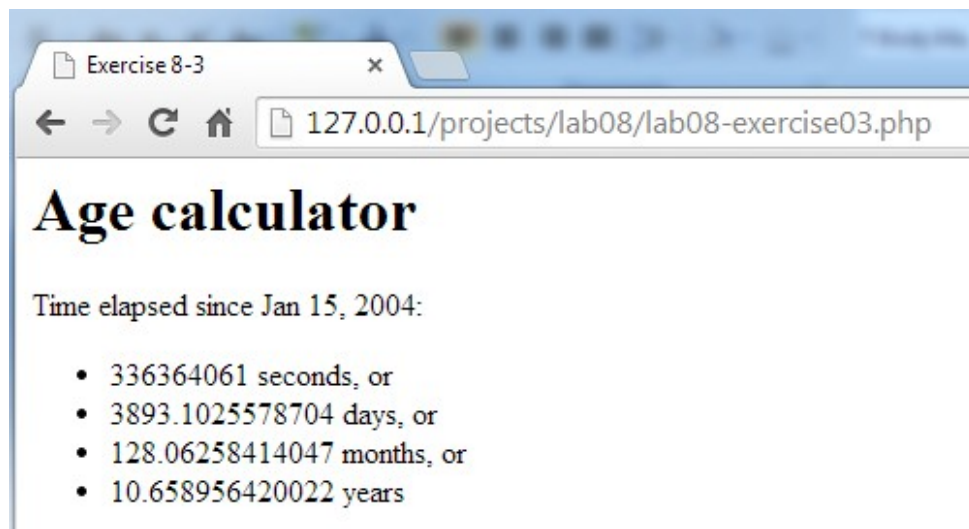 Exercise 8-3
127.0.0.1/projects/lab08/lab08-exercise03.php
Age calculator
Time elapsed since Jan 15, 2004:
• 336364061 seconds, or
• 3893.1025578704 days, or
• 128.06258414047 months, or
• 10.658956420022 years